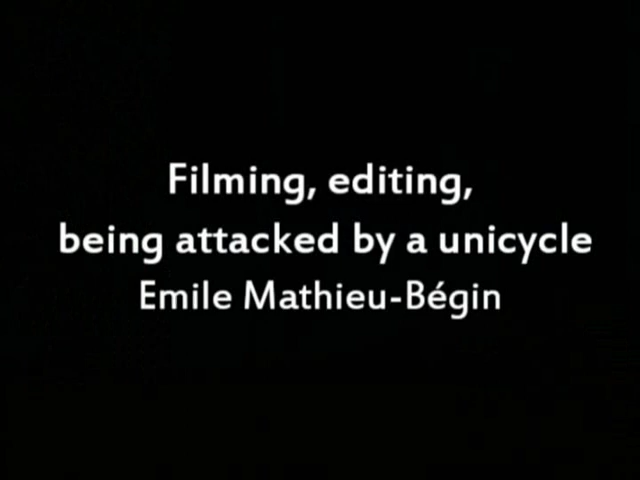 Filming, editing,
being attacked by a unicycle
Emile Mathieu-Bégin